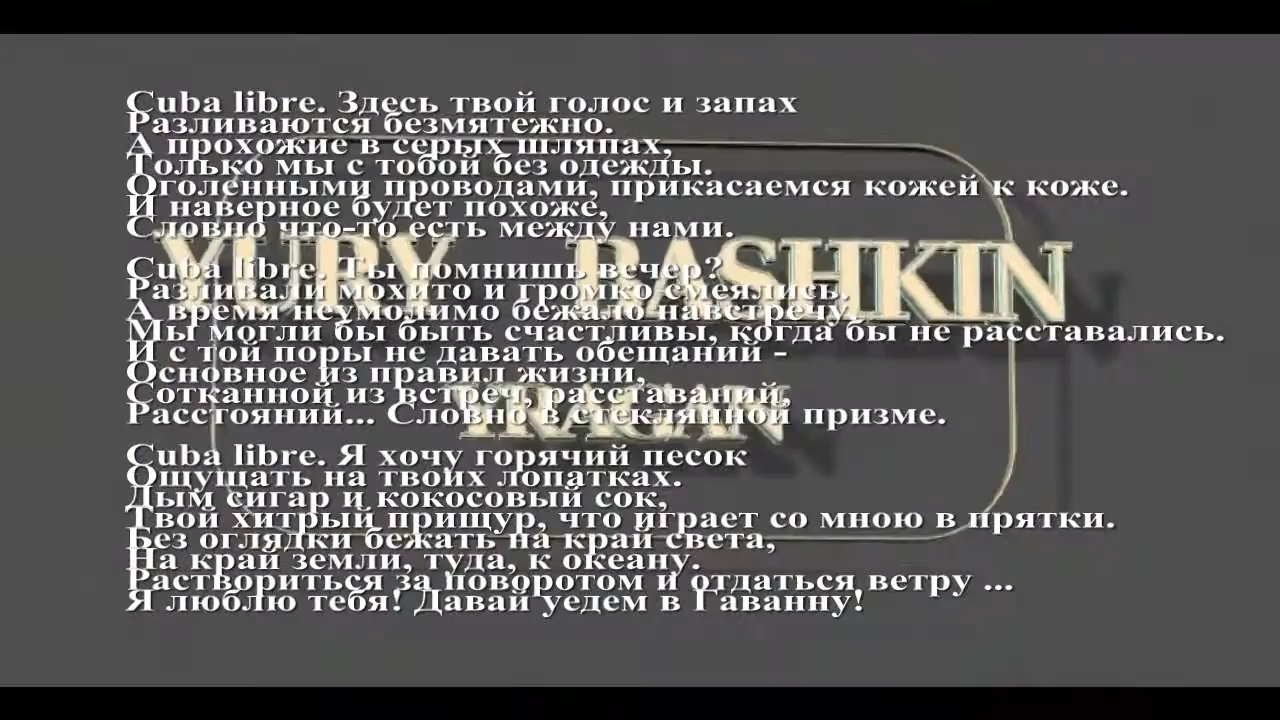 Cuba libre. Здесь твой голос и запах
Разливаются безмятежно.
А прохожие в серых шляпах,
Только мы с тобой без одежды.
Оголенными проводами, прикасаемся кожей к коже.
И наверное будет похоже,
Словно что-то есть между нами.
Cuba libre. Ты помнишь вечер?
Разливали мохито и громко смеялись.
А время неумолимо бежало навстречу.
Мы могли бы быть счастливы, когда бы не расставались.
И с той поры не давать обещаний -
Основное из правил жизни,
Сотканной из встреч, расставаний,
Расстояний... Словно в стеклянной призме.
Cuba libre. Я хочу горячий песок
Ощущать на твоих лопатках.
Дым сигар и кокосовый сок,
Твой хитрый прищур, что играет со мною в прятки.
Без оглядки бежать на край света,
На край земли, туда, к океану.
Раствориться за поворотом и отдаться ветру ...
Я люблю тебя! Давай уедем в Гаванну!
YURY PASHKIN
YRAGAN